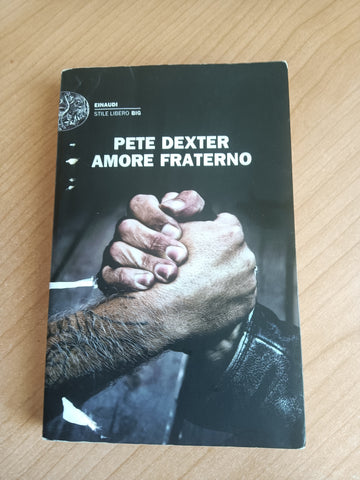 EINAUDI
STILE LIBERO BIG
PETE DEXTER
AMORE FRATERNO